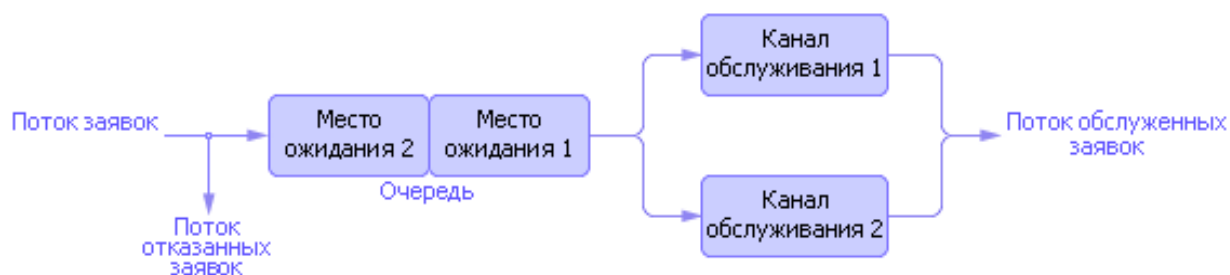 Поток заявок
Место
ожидания 2
Место
ожидания 1
Очередь
Поток
отказанных
заявок
Канал
обслуживания 1
Канал
обслуживания 2
Поток обслуженных
заявок